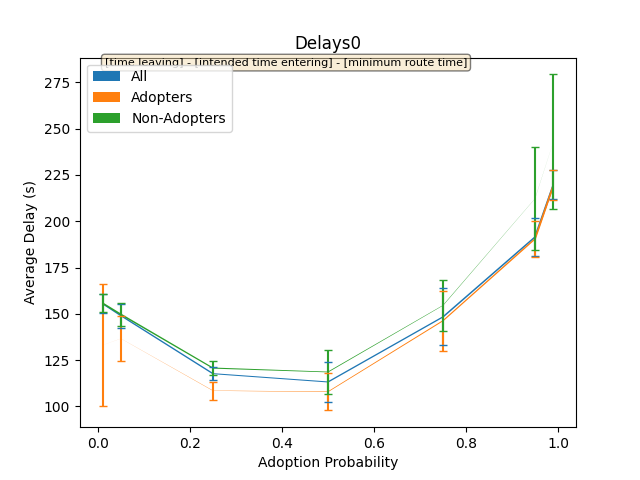 Delays0
[time leaving] - [intended time entering] - [minimum route time]
All
Adopters
Non-Adopters
275
250
225
200
175
150
125
100
Average Delay (s)
0.0 0.2 0.4 0.6 0.8 1.0
Adoption Probability